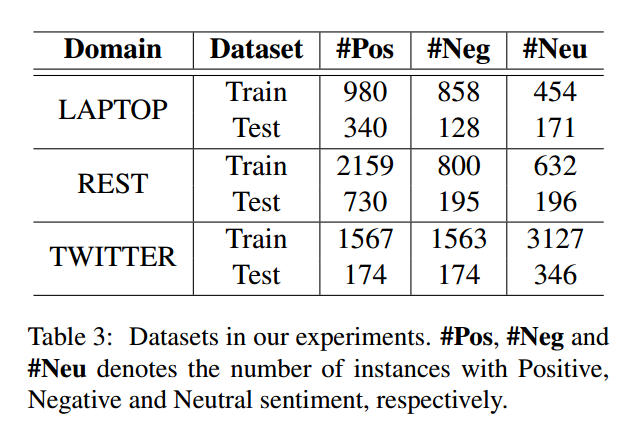 Domain Dataset #Pos #Neg #Neu
LAPTOP Train 980 858 454
Test 340 128 171
REST Train 2159 800 632
Test 730 195 196
TWITTER Train 1567 1563 3127
Test 174 174 346
Table 3: Datasets in our experiments. #Pos, #Neg and
#Neu denotes the number of instances with Positive,
Negative and Neutral sentiment, respectively.